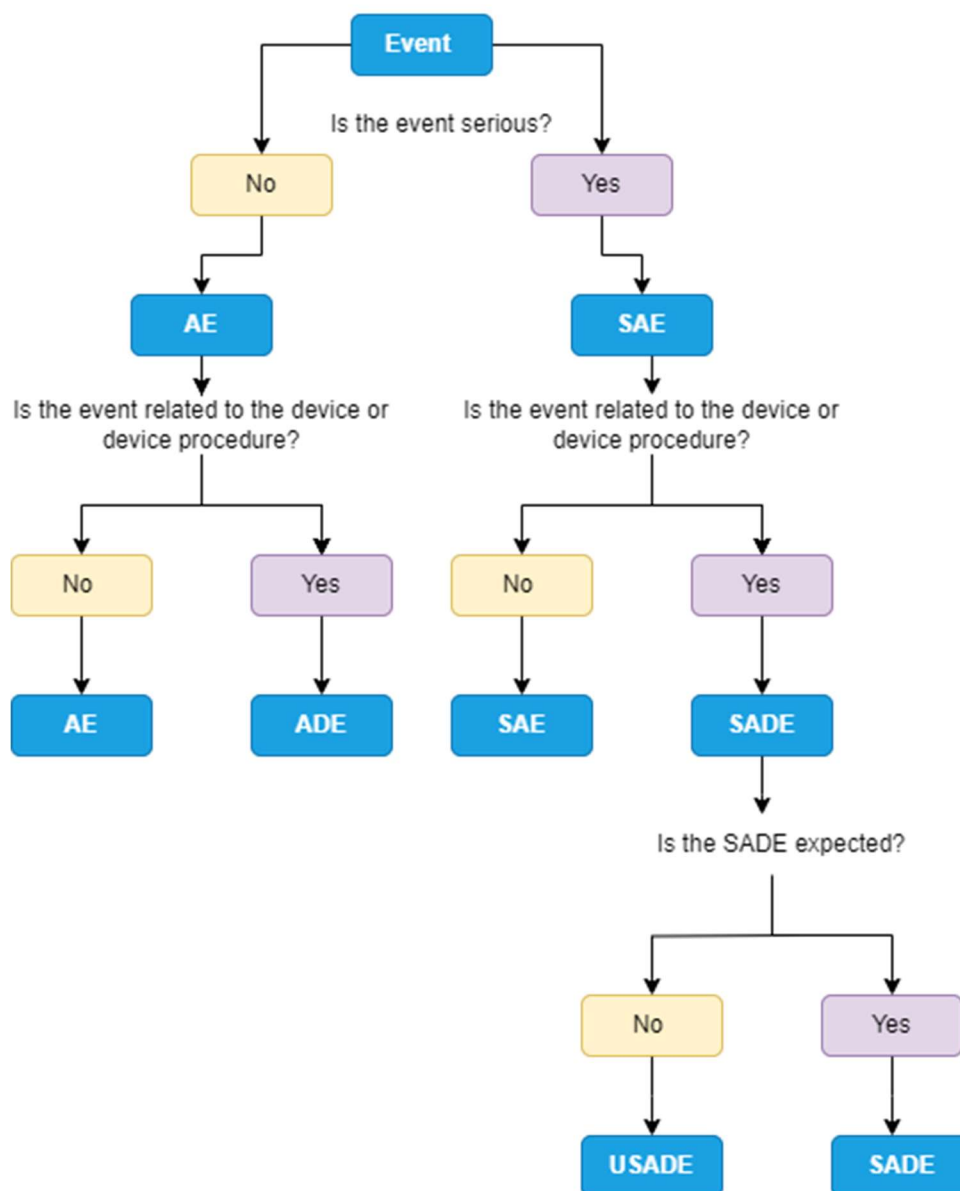 Event
Is the event serious?
No
Yes
AE
SAE
Is the event related to the device or
device procedure?
Is the event related to the device or
device procedure?
No
Yes
No
Yes
AE
ADE
SAE
SADE
Is the SADE expected?
No
Yes
USADE
SADE